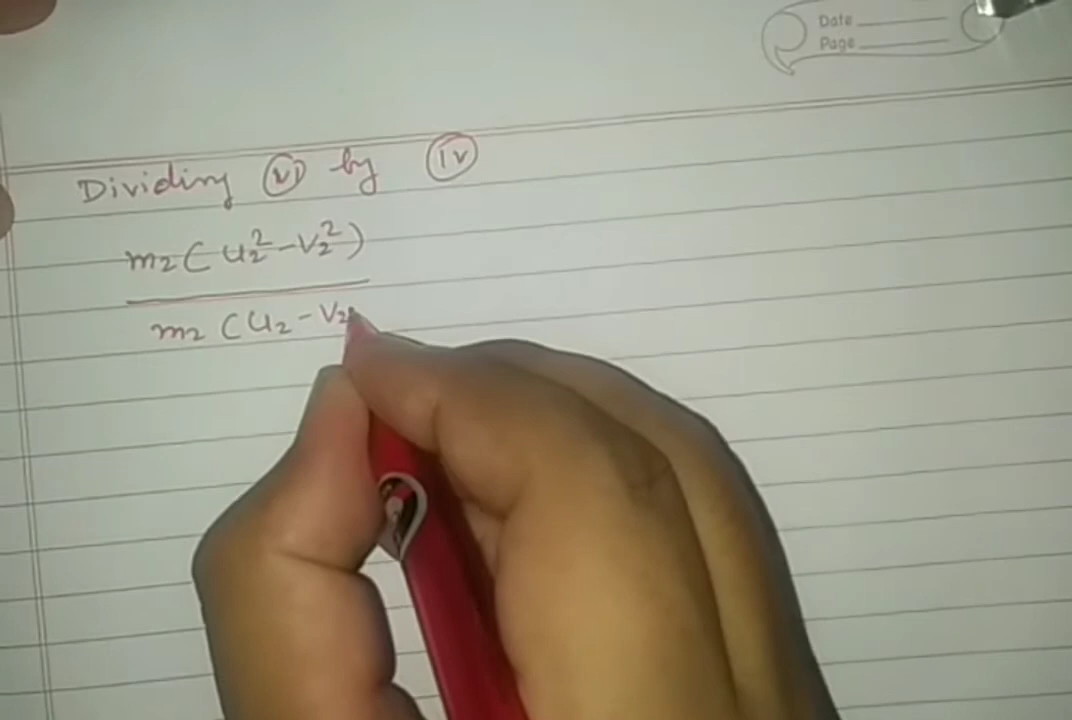 Date
Page
Dividing (vi) by (iv)
m₂(u₂²-v₂²)
m₂(u₂-v₂